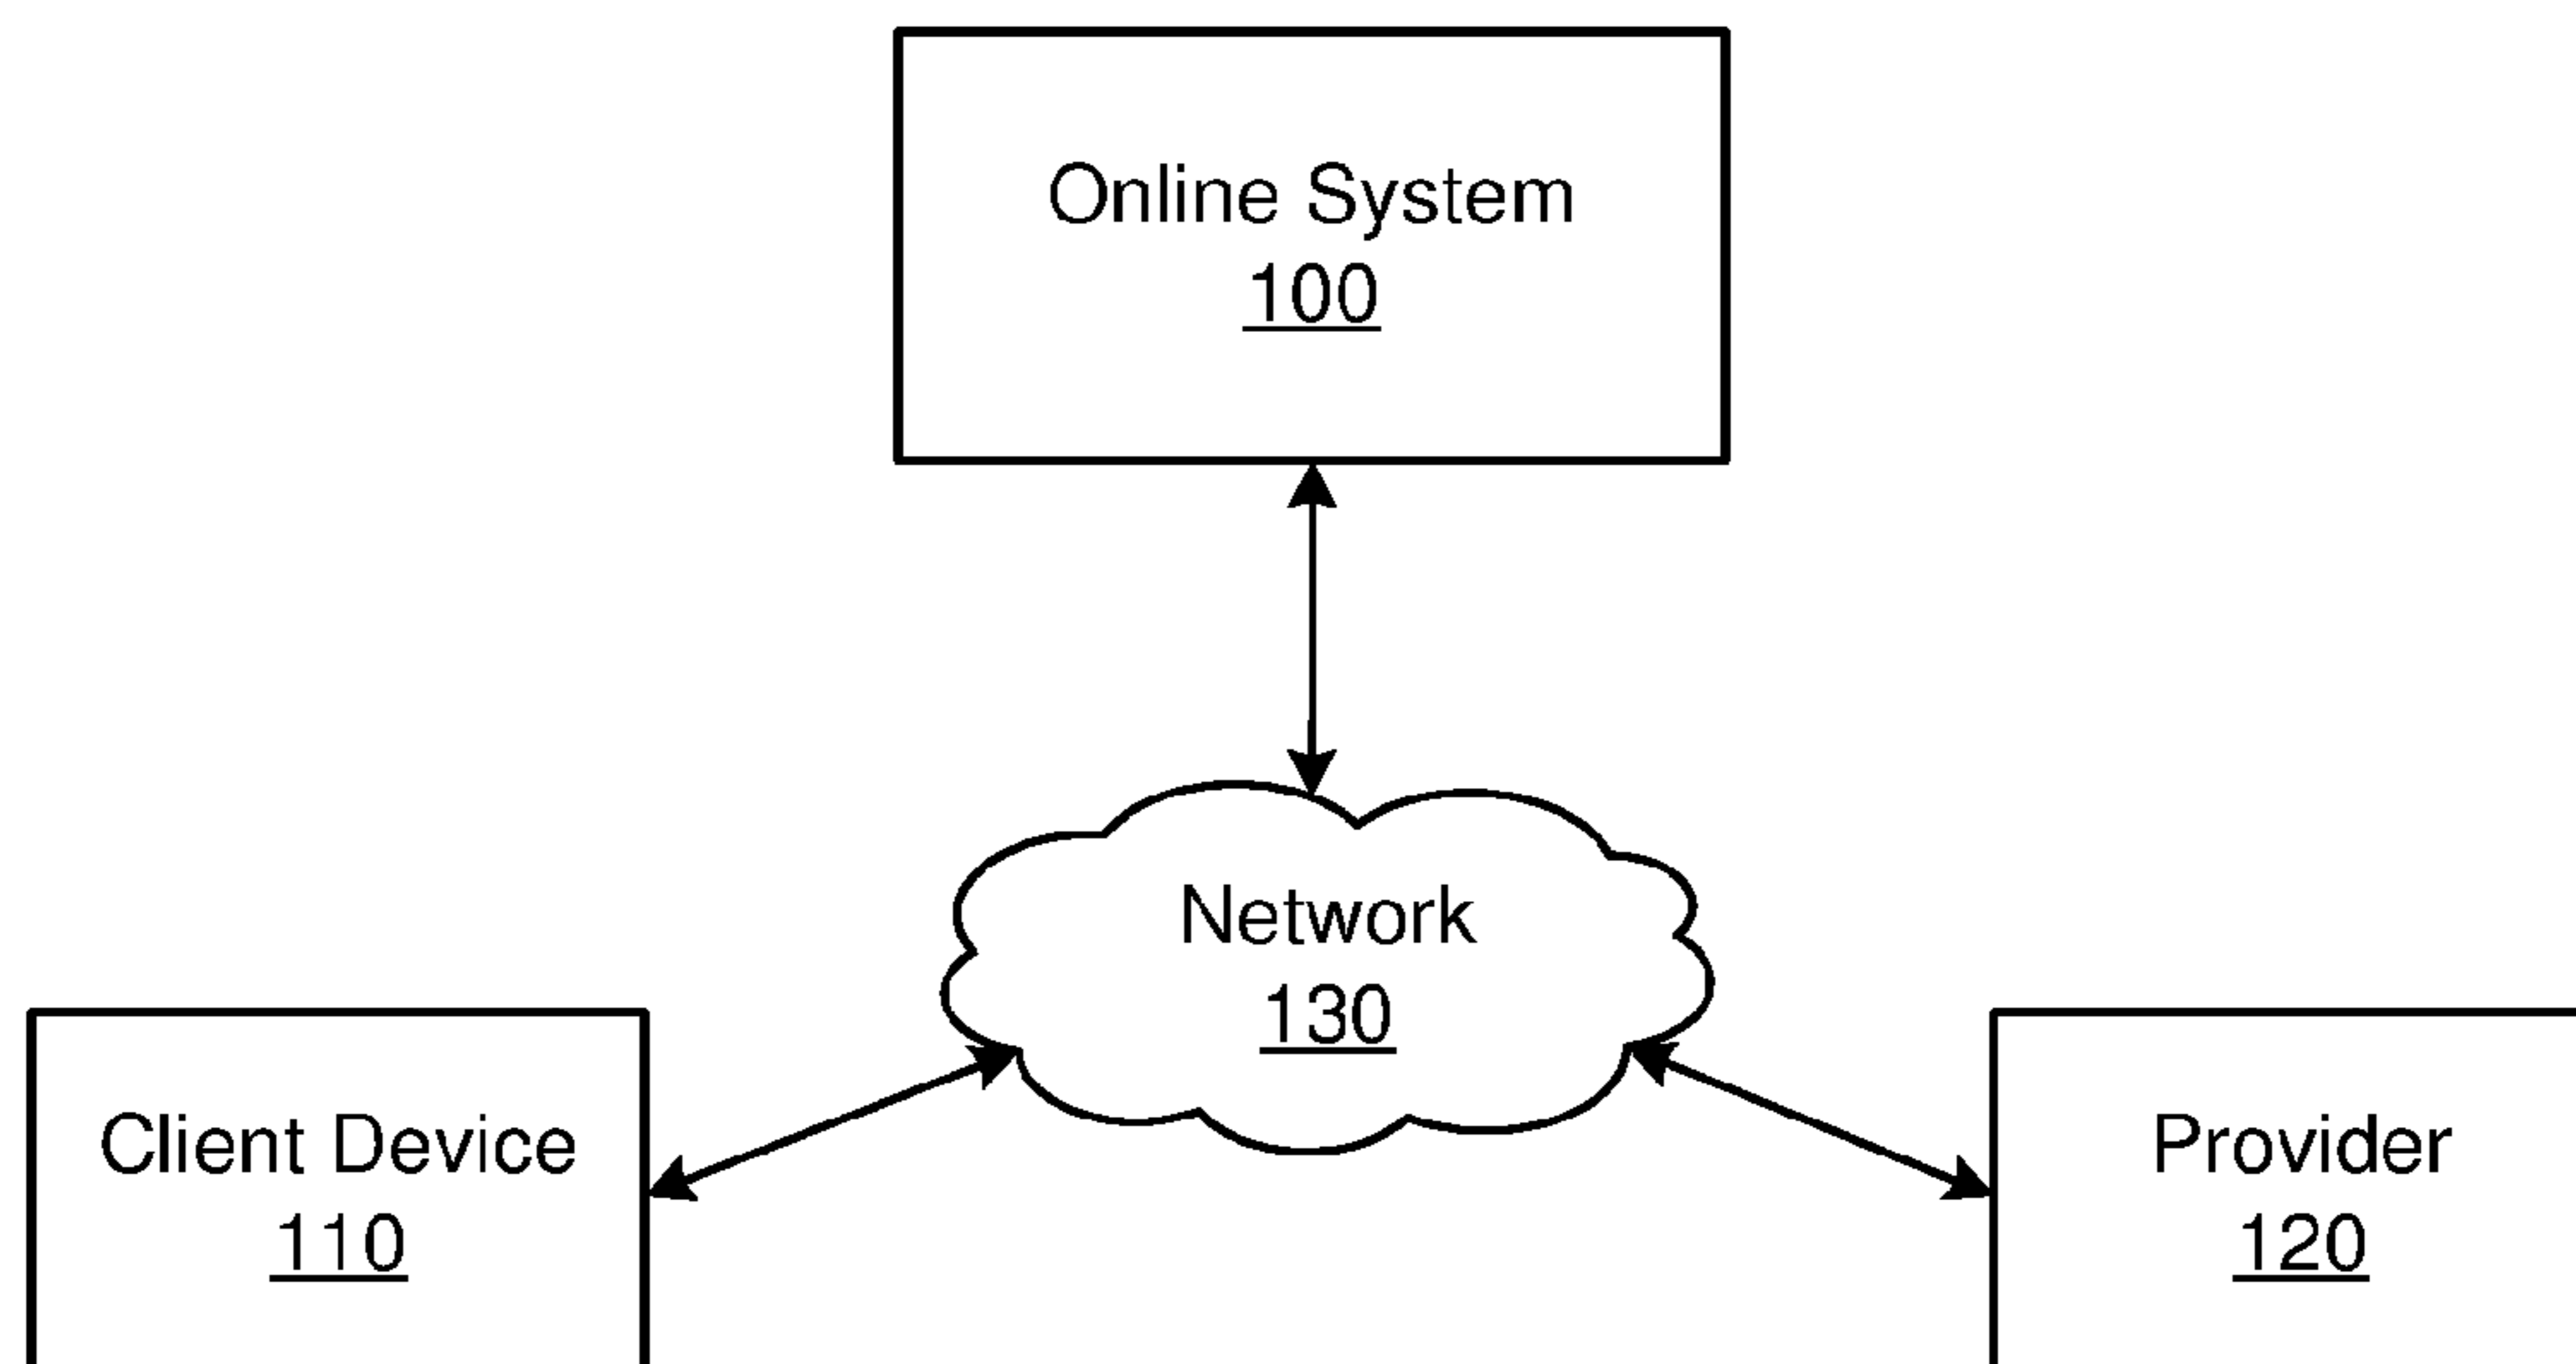 Online System
100
Network
130
Client Device
110
Provider
120